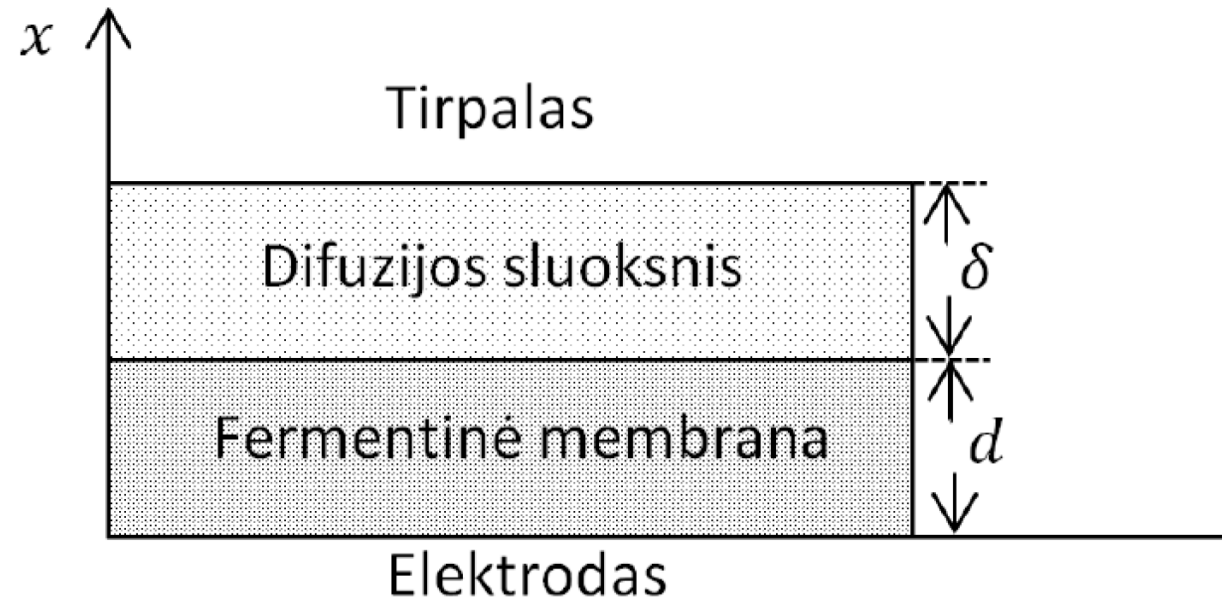 x
Tirpalas
Difuzijos sluoksnis
δ
Fermentinė membrana
d
Elektrodas